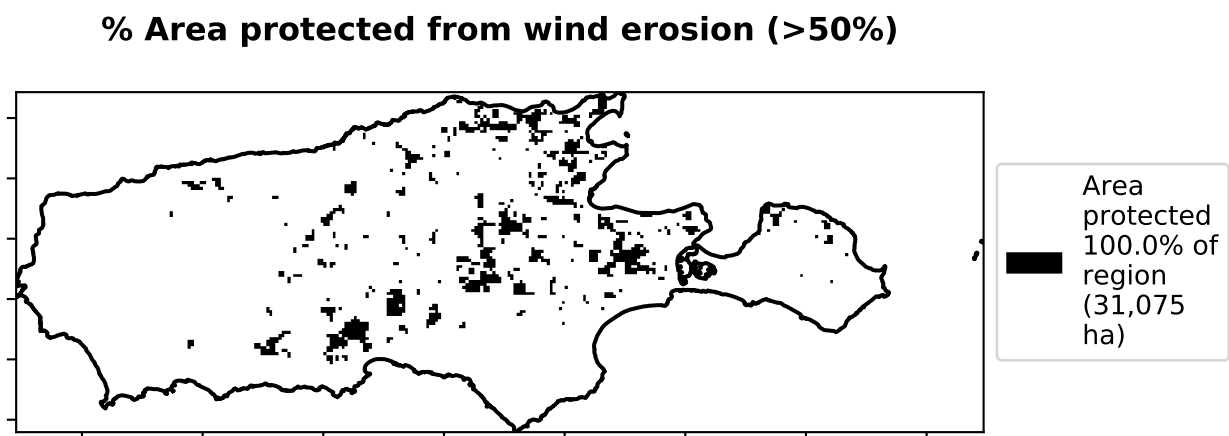 % Area protected from wind erosion (>50%)
Area
protected
100.0% of
region
(31,075
ha)